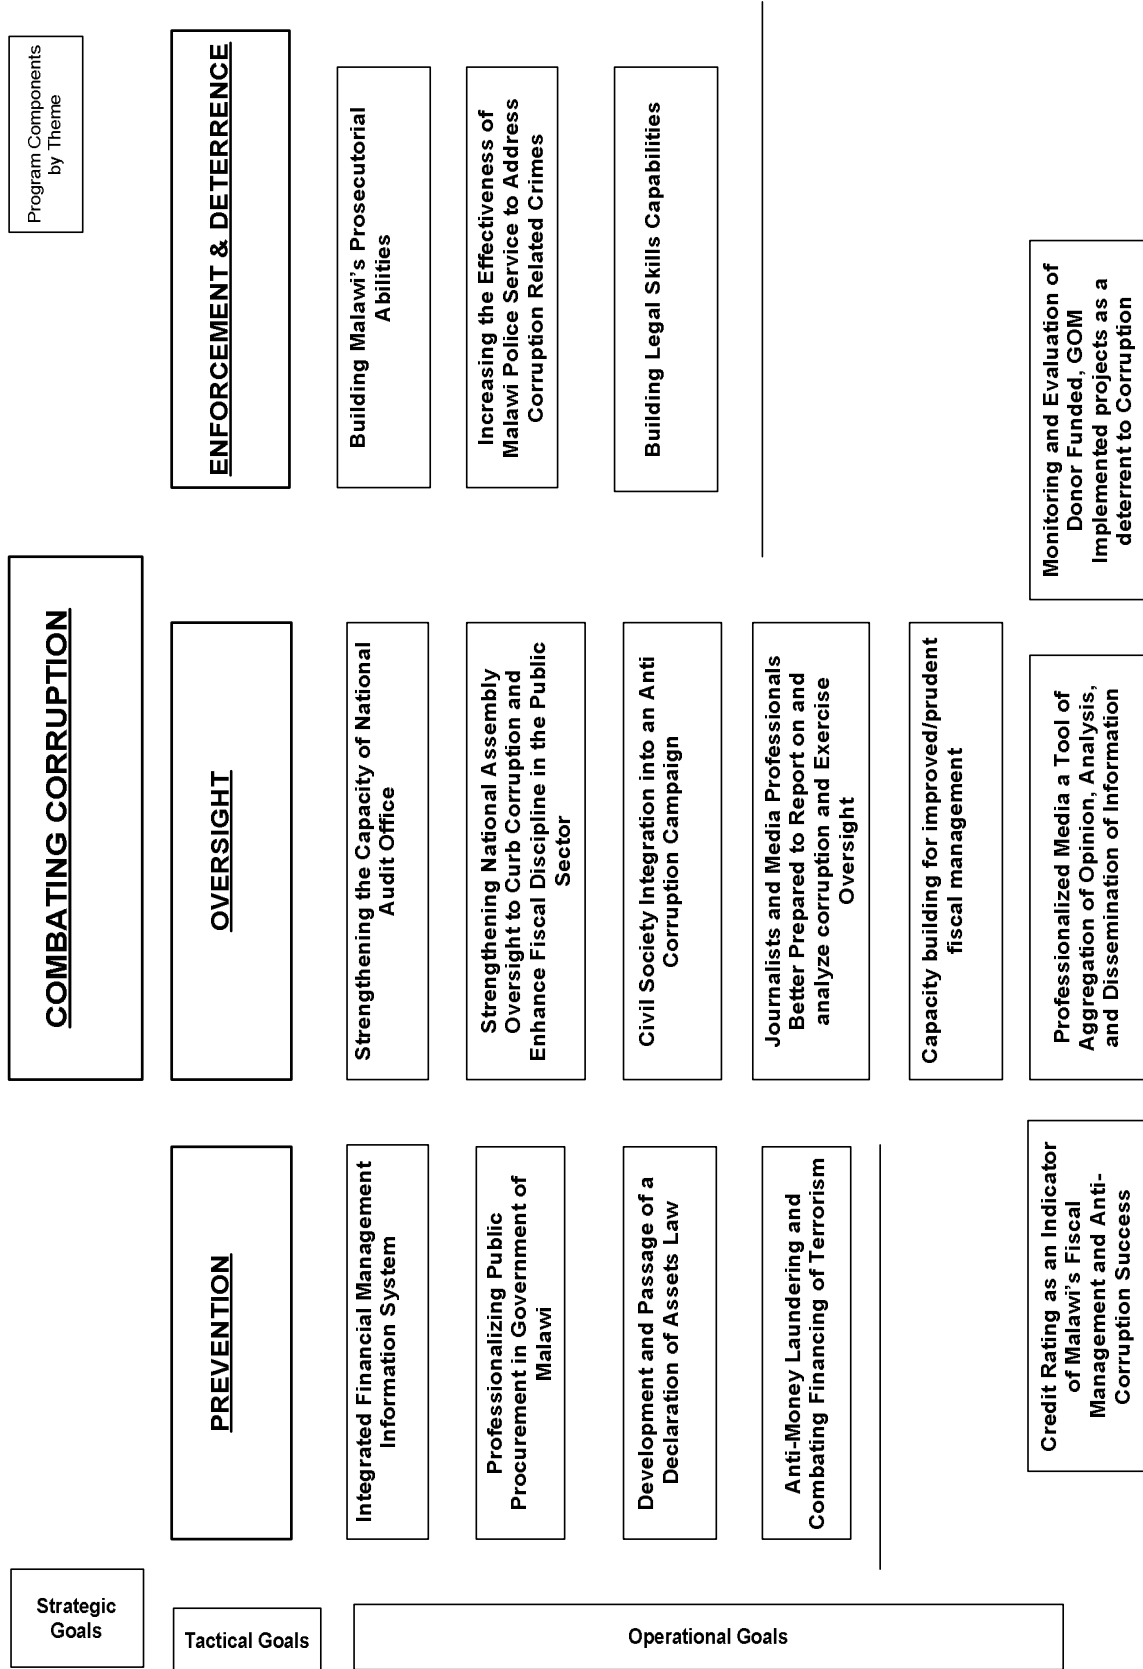 Program Components
by Theme
COMBATING CORRUPTION
PREVENTION
OVERSIGHT
ENFORCEMENT & DETERRENCE
Integrated Financial Management
Information System
Strengthening the Capacity of National
Audit Office
Building Malawi's Prosecutorial
Abilities
Professionalizing Public
Procurement in Government of
Malawi
Strengthening National Assembly
Oversight to Curb Corruption and
Enhance Fiscal Discipline in the Public
Sector
Increasing the Effectiveness of
Malawi Police Service to Address
Corruption Related Crimes
Development and Passage of a
Declaration of Assets Law
Civil Society Integration into an Anti
Corruption Campaign
Building Legal Skills Capabilities
Anti-Money Laundering and
Combating Financing of Terrorism
Journalists and Media Professionals
Better Prepared to Report on and
analyze corruption and Exercise
Oversight
Capacity building for improved/prudent
fiscal management
Credit Rating as an Indicator
of Malawi's Fiscal
Management and Anti-
Corruption Success
Professionalized Media a Tool of
Aggregation of Opinion, Analysis,
and Dissemination of Information
Monitoring and Evaluation of
Donor Funded, GOM
Implemented projects as a
deterrent to Corruption
Strategic
Goals
Tactical Goals
Operational Goals